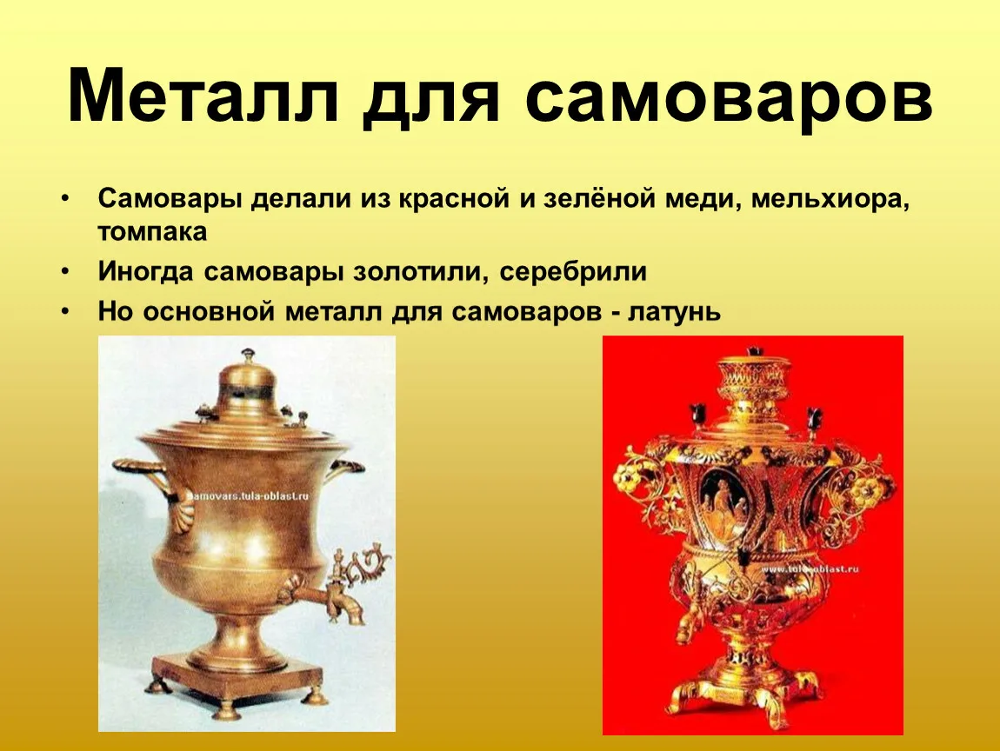 Металл для самоваров
• Самовары делали из красной и зелёной меди, мельхиора,
томпака
• Иногда самовары золотили, серебрили
• Но основной металл для самоваров - латунь
samovars.tula-oblast.ru
www.tula-oblast.ru